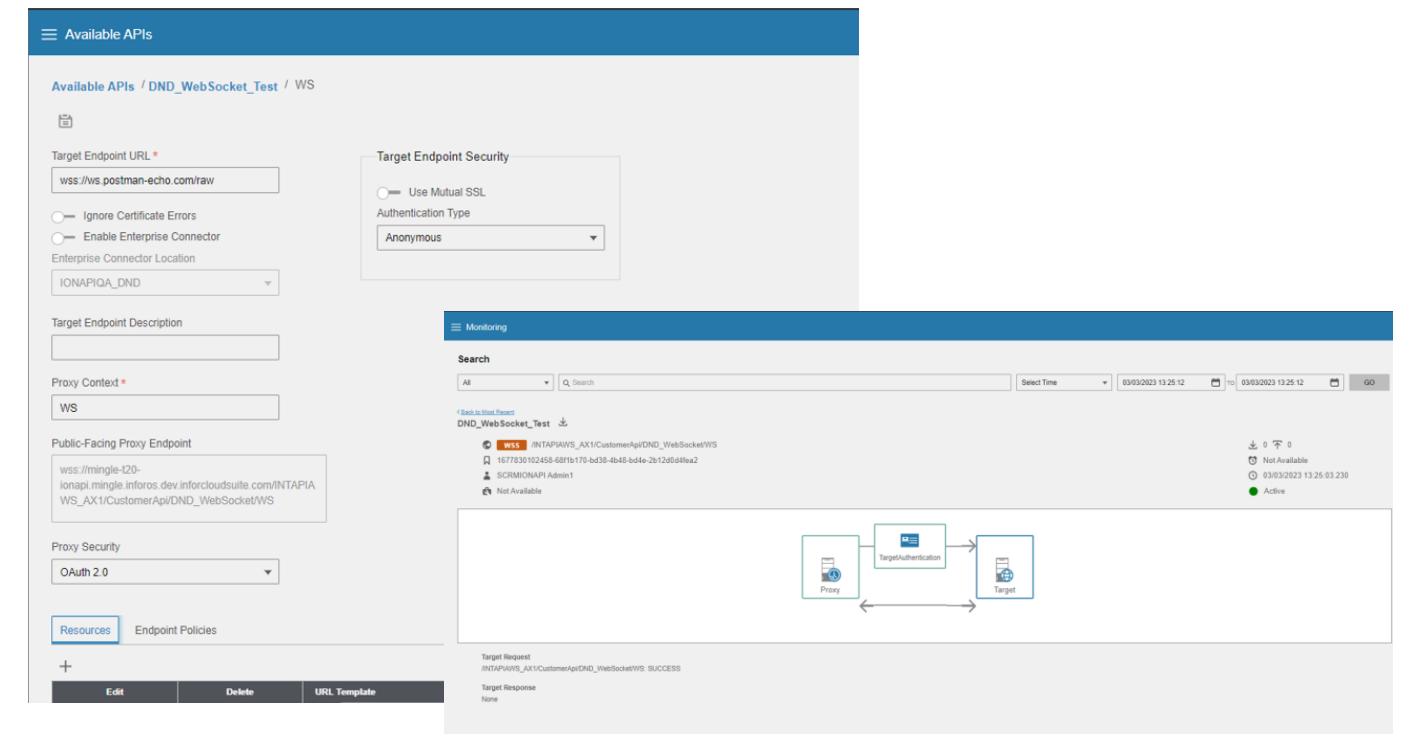 Available APIs
Available APIs / DND_WebSocket_Test / WS
Target Endpoint URL *
wss://ws.postman-echo.com/raw
Ignore Certificate Errors
Enable Enterprise Connector
Enterprise Connector Location
IONAPIQA_DND
Target Endpoint Description
Proxy Context *
WS
Public-Facing Proxy Endpoint
wss://mingle-t20-
ionapi.mingle.inforos.dev.inforcloudsuite.com/INTAPIA
WS_AX1/CustomerApi/DND_WebSocket/WS
Proxy Security
OAuth 2.0
Resources Endpoint Policies
Edit Delete URL Template
Target Endpoint Security
Use Mutual SSL
Authentication Type
Anonymous
Monitoring
Search
All Search Select Time 03/03/2023 13:25:12 TO 03/03/2023 13:25:12 GO
< Back to Most Recent
DND_WebSocket_Test
WSS /INTAPIAWS_AX1/CustomerApi/DND_WebSocket/WS 0 0
1677830102458-68f1b170-bd38-4b48-bd4e-2b12d0d4fea2 Not Available
SCRMIONAPI Admin1 03/03/2023 13:25:03.230
Not Available Active
TargetAuthentication
Proxy Target
Target Request
/INTAPIAWS_AX1/CustomerApi/DND_WebSocket/WS: SUCCESS
Target Response
None